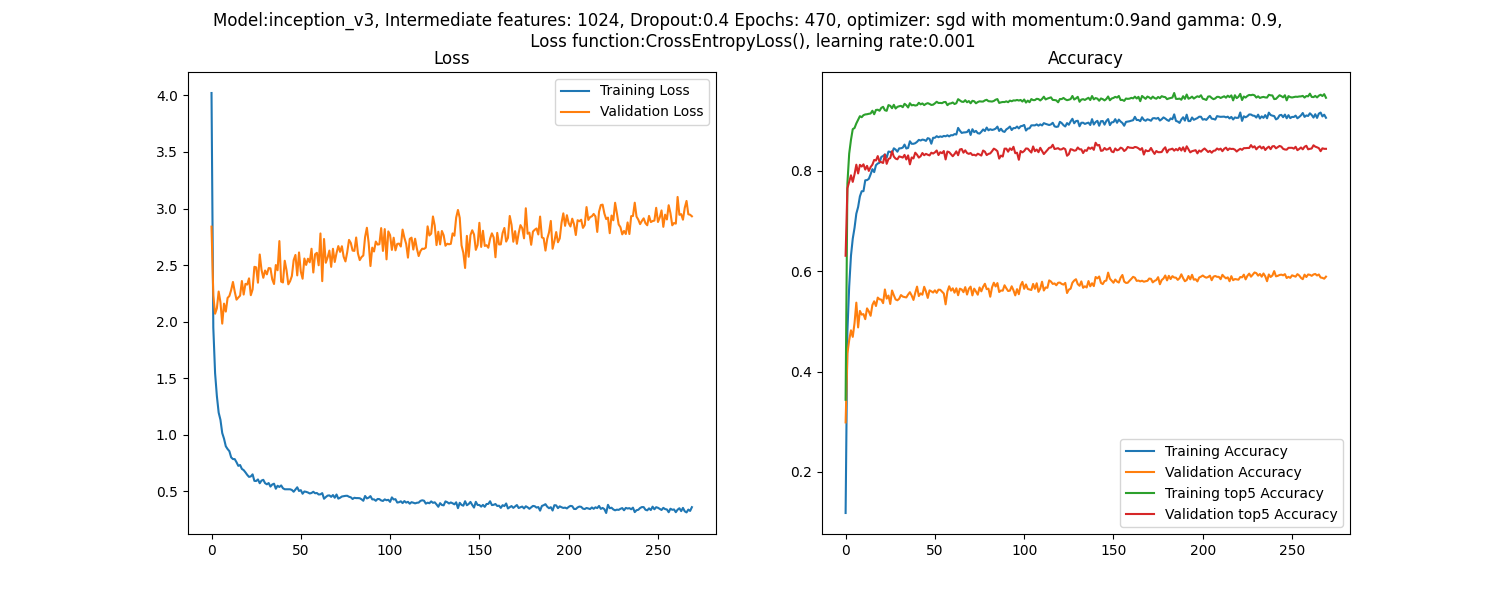 Model:inception_v3, Intermediate features: 1024, Dropout:0.4 Epochs: 470, optimizer: sgd with momentum:0.9and gamma: 0.9,
Loss function:CrossEntropyLoss(), learning rate:0.001
Loss
4.0
3.5
3.0
2.5
2.0
1.5
1.0
0.5
0 50 100 150 200 250
Training Loss
Validation Loss
Accuracy
0.8
0.6
0.4
0.2
0 50 100 150 200 250
Training Accuracy
Validation Accuracy
Training top5 Accuracy
Validation top5 Accuracy